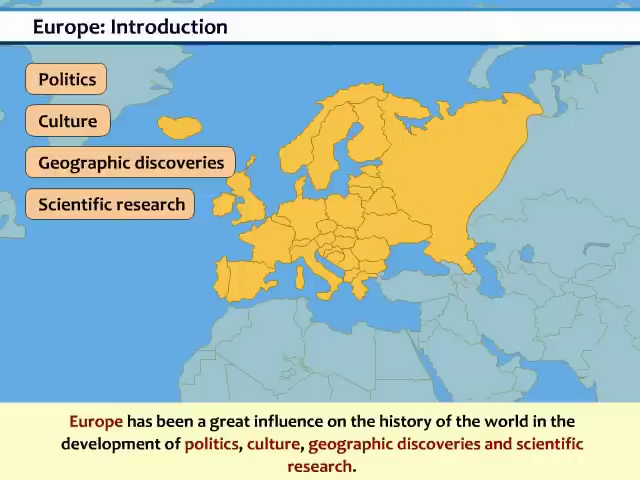 Europe: Introduction
Politics
Culture
Geographic discoveries
Scientific research
Europe has been a great influence on the history of the world in the
development of politics, culture, geographic discoveries and scientific
research.